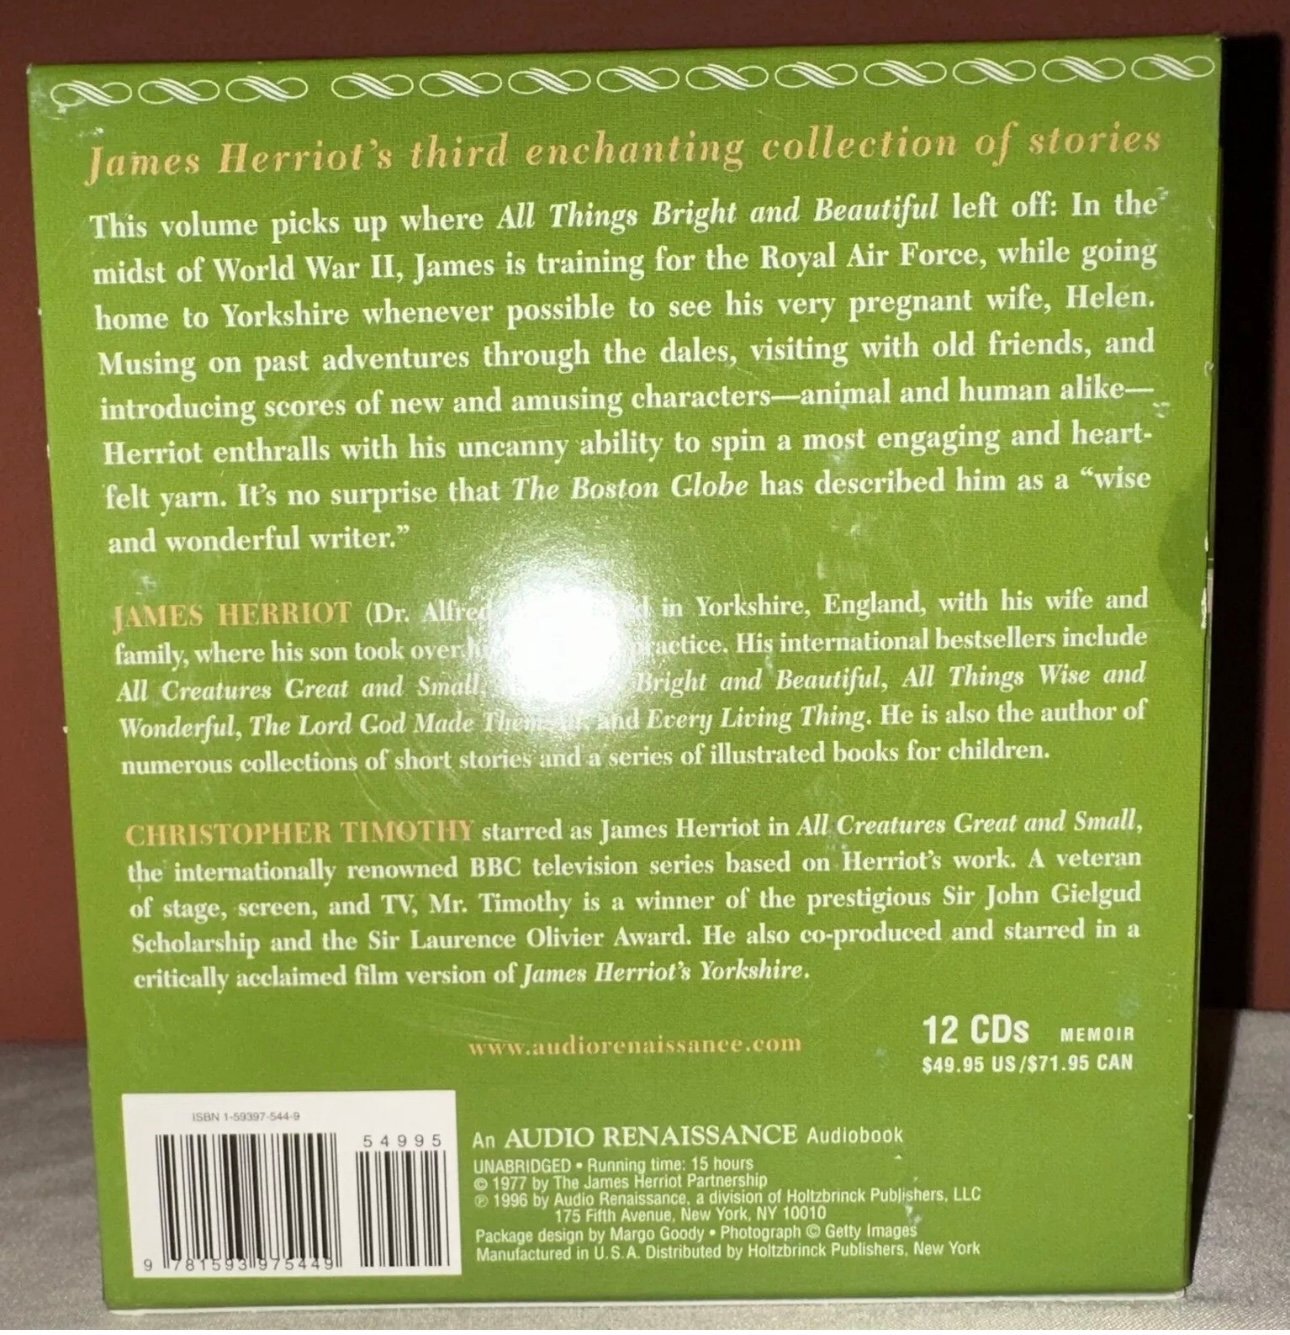 James Herriot's third enchanting collection of stories
This volume picks up where All Things Bright and Beautiful left off: In the
midst of World War II, James is training for the Royal Air Force, while going
home to Yorkshire whenever possible to see his very pregnant wife, Helen.
Musing on past adventures through the dales, visiting with old friends, and
introducing scores of new and amusing characters—animal and human alike—
Herriot enthralls with his uncanny ability to spin a most engaging and heart-
felt yarn. It's no surprise that The Boston Globe has described him as a "wise
and wonderful writer."
JAMES HERRIOT (Dr. Alfred in Yorkshire, England, with his wife and
family, where his son took over practice. His international bestsellers include
All Creatures Great and Small, Bright and Beautiful, All Things Wise and
Wonderful, The Lord God Made Them All, and Every Living Thing. He is also the author of
numerous collections of short stories and a series of illustrated books for children.
CHRISTOPHER TIMOTHY starred as James Herriot in All Creatures Great and Small,
the internationally renowned BBC television series based on Herriot's work. A veteran
of stage, screen, and TV, Mr. Timothy is a winner of the prestigious Sir John Gielgud
Scholarship and the Sir Laurence Olivier Award. He also co-produced and starred in a
critically acclaimed film version of James Herriot's Yorkshire.
www.audiorenaissance.com
12 CDs MEMOIR
$49.95 US/$71.95 CAN
ISBN 1-59397-544-9
54995
9 781593 975449
An AUDIO RENAISSANCE Audiobook
UNABRIDGED • Running time: 15 hours
© 1977 by The James Herriot Partnership
℗ 1996 by Audio Renaissance, a division of Holtzbrinck Publishers, LLC
175 Fifth Avenue, New York, NY 10010
Package design by Margo Goody • Photograph © Getty Images
Manufactured in U.S.A. Distributed by Holtzbrinck Publishers, New York